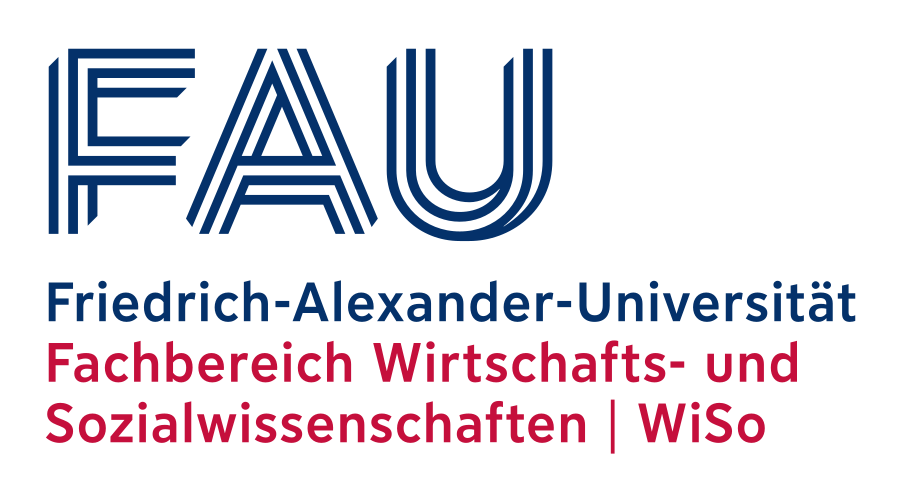 FAU
Friedrich-Alexander-Universität
Fachbereich Wirtschafts- und
Sozialwissenschaften | WiSo